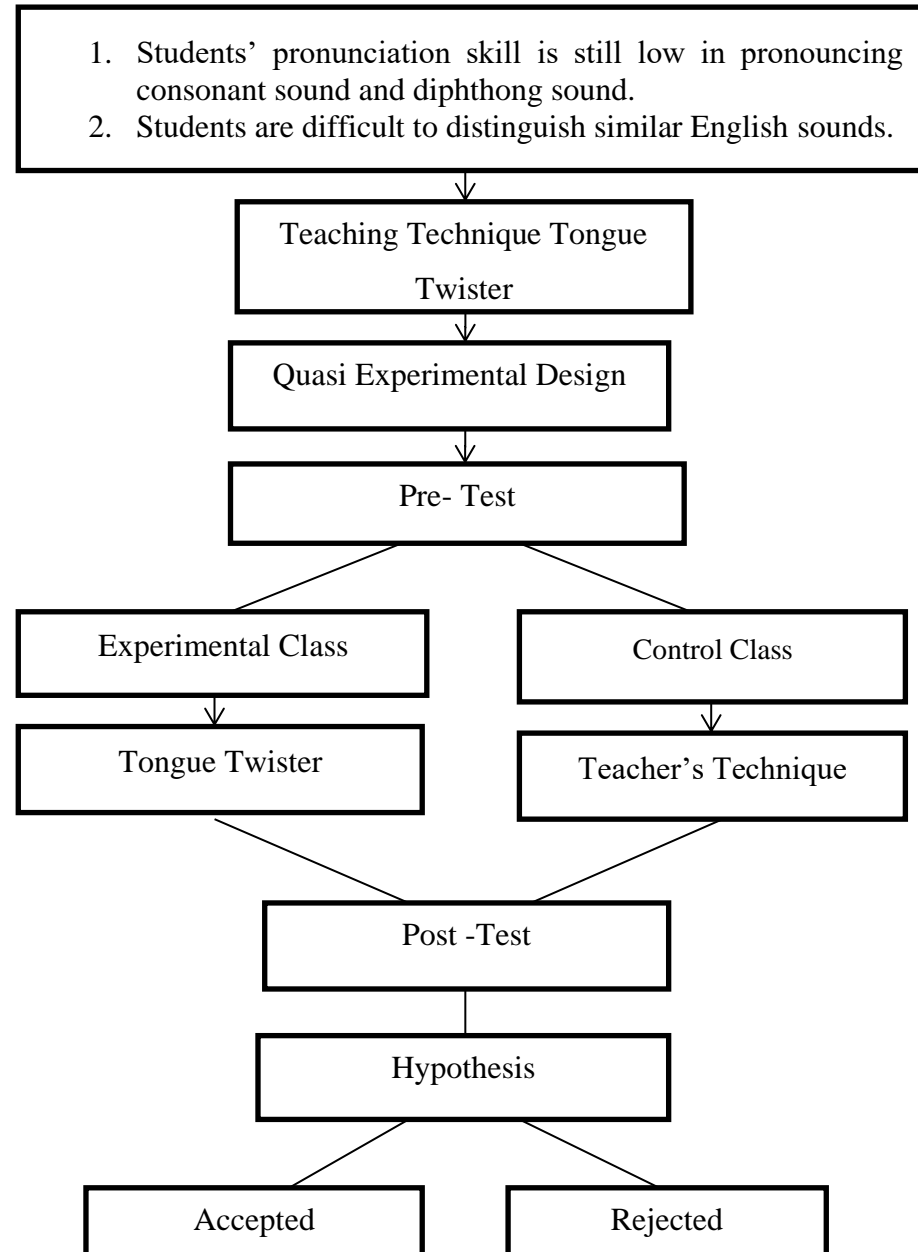 1. Students’ pronunciation skill is still low in pronouncing
consonant sound and diphthong sound.
2. Students are difficult to distinguish similar English sounds.
Teaching Technique Tongue
Twister
Quasi Experimental Design
Pre- Test
Experimental Class
Control Class
Tongue Twister
Teacher’s Technique
Post -Test
Hypothesis
Accepted
Rejected